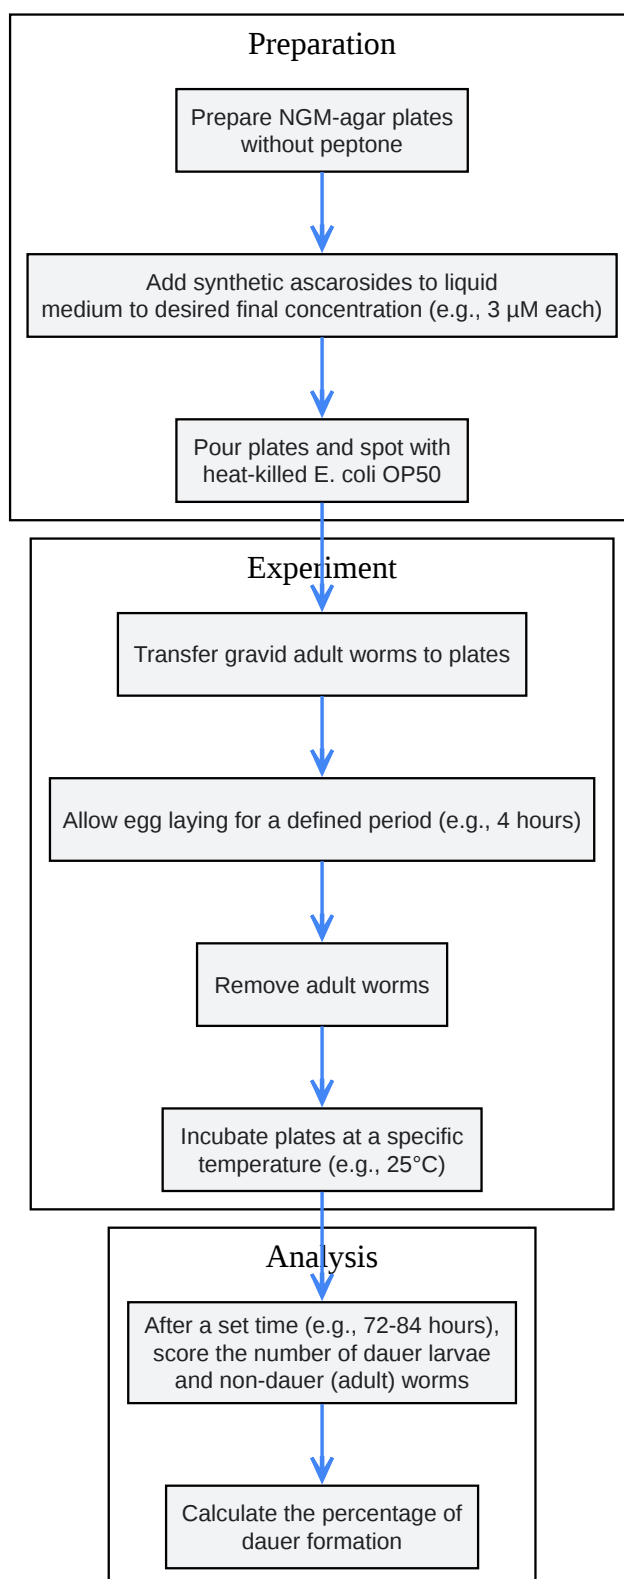 Preparation
Prepare NGM-agar plates
without peptone
Add synthetic ascarosides to liquid
medium to desired final concentration (e.g., 3 µM each)
Pour plates and spot with
heat-killed E. coli OP50
Experiment
Transfer gravid adult worms to plates
Allow egg laying for a defined period (e.g., 4 hours)
Remove adult worms
Incubate plates at a specific
temperature (e.g., 25°C)
Analysis
After a set time (e.g., 72-84 hours),
score the number of dauer larvae
and non-dauer (adult) worms
Calculate the percentage of
dauer formation